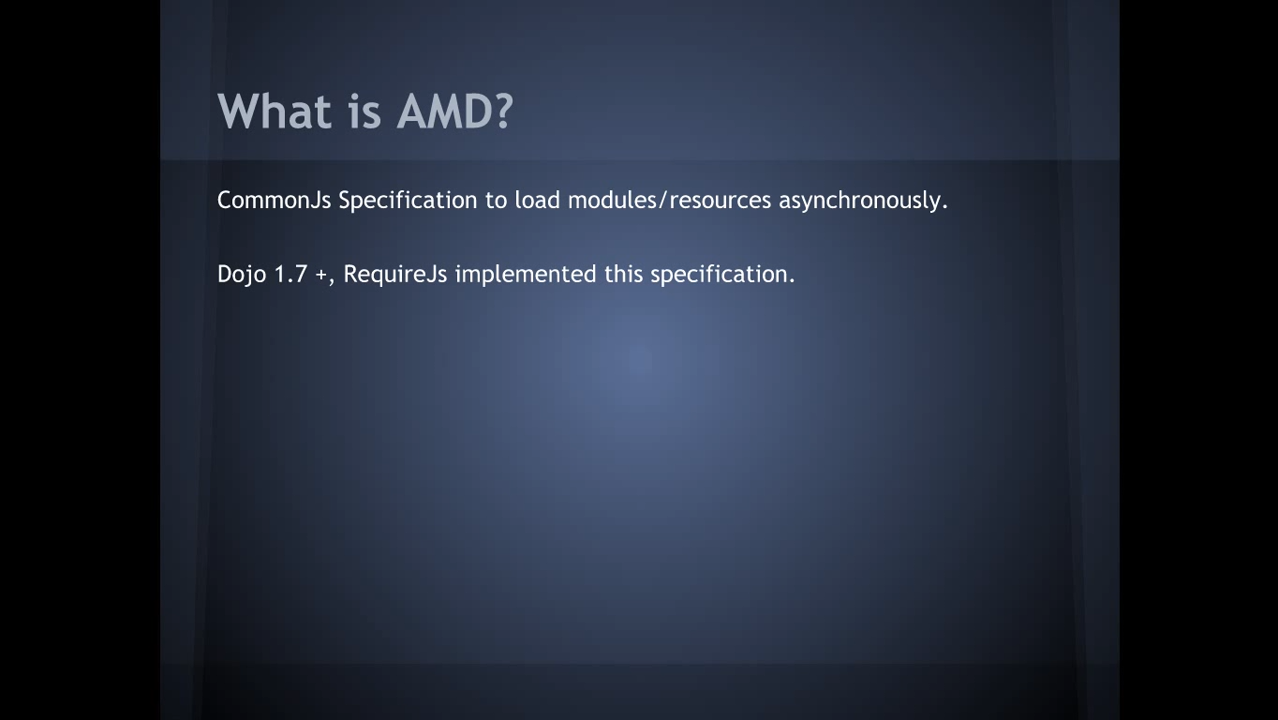 What is AMD?
CommonJs Specification to load modules/resources asynchronously.
Dojo 1.7 +, RequireJs implemented this specification.